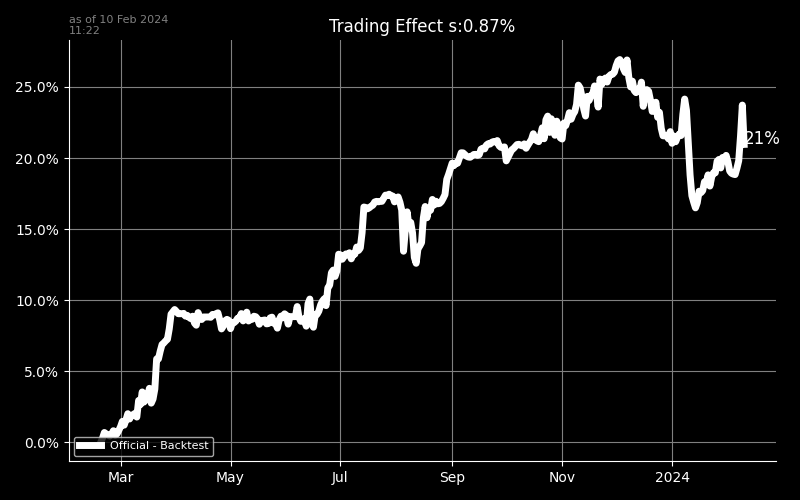 as of 10 Feb 2024
11:22
Trading Effect s:0.87%
25.0%
20.0%
15.0%
10.0%
5.0%
0.0%
21%
Official - Backtest
Mar May Jul Sep Nov 2024